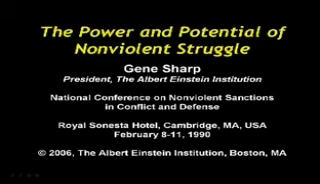 The Power and Potential of
Nonviolent Struggle
Gene Sharp
President, The Albert Einstein Institution
National Conference on Nonviolent Sanctions
in Conflict and Defense
Royal Sonesta Hotel, Cambridge, MA, USA
February 8-11, 1990
© 2006, The Albert Einstein Institution, Boston, MA